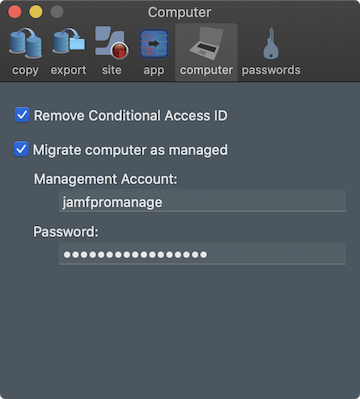 Computer
copy export site app computer passwords
Remove Conditional Access ID
Migrate computer as managed
Management Account:
jamfpromanage
Password:
●●●●●●●●●●●●●●●●●